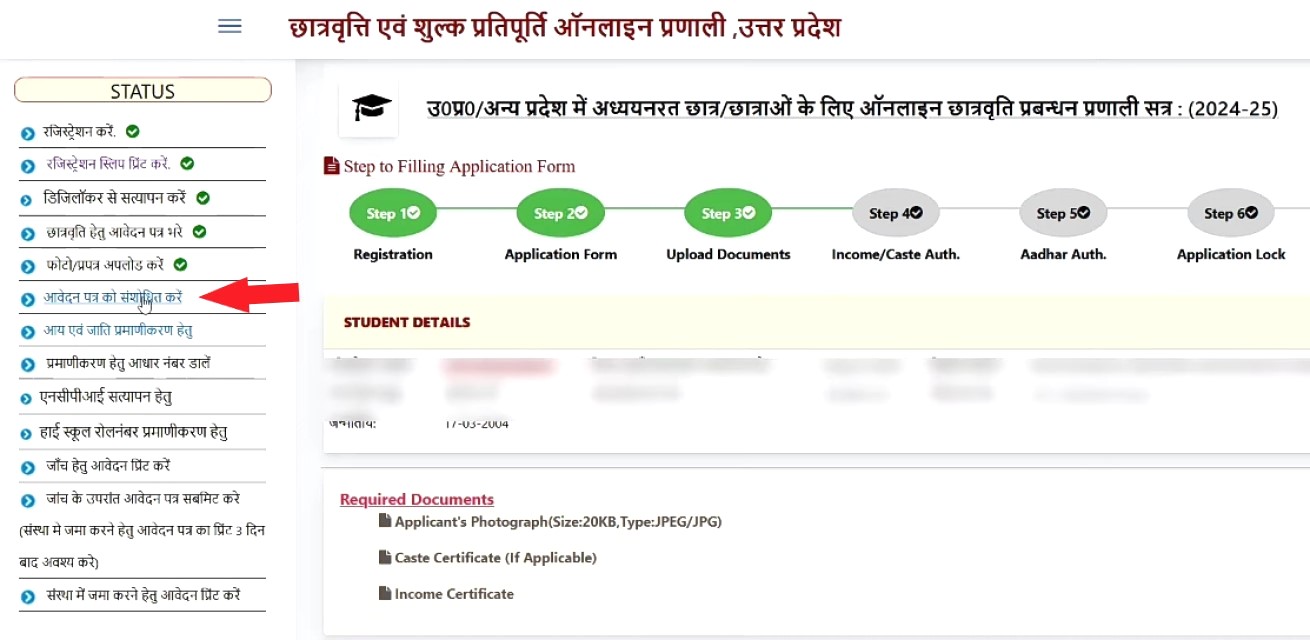 छात्रवृत्ति एवं शुल्क प्रतिपूर्ति ऑनलाइन प्रणाली ,उत्तर प्रदेश
STATUS
रजिस्ट्रेशन करें.
रजिस्ट्रेशन स्लिप प्रिंट करें.
डिजिलॉकर से सत्यापन करें
छात्रवृति हेतु आवेदन पत्र भरे
फोटो/प्रपत्र अपलोड करें
आवेदन पत्र को संशोधित करें
आय एवं जाति प्रमाणीकरण हेतु
प्रमाणीकरण हेतु आधार नंबर डालें
एनसीपीआई सत्यापन हेतु
हाई स्कूल रोलनंबर प्रमाणीकरण हेतु
जाँच हेतु आवेदन प्रिंट करें
जांच के उपरांत आवेदन पत्र सबमिट करे
(संस्था मे जमा करने हेतु आवेदन पत्र का प्रिंट 3 दिन
बाद अवश्य करे)
संस्था में जमा करने हेतु आवेदन प्रिंट करें
उ0प्र0/अन्य प्रदेश में अध्ययनरत छात्र/छात्राओं के लिए ऑनलाइन छात्रवृति प्रबन्धन प्रणाली सत्र : (2024-25)
Step to Filling Application Form
Step 1 Step 2 Step 3 Step 4 Step 5 Step 6
Registration Application Form Upload Documents Income/Caste Auth. Aadhar Auth. Application Lock
STUDENT DETAILS
17-03-2004
Required Documents
Applicant's Photograph(Size:20KB,Type:JPEG/JPG)
Caste Certificate (If Applicable)
Income Certificate